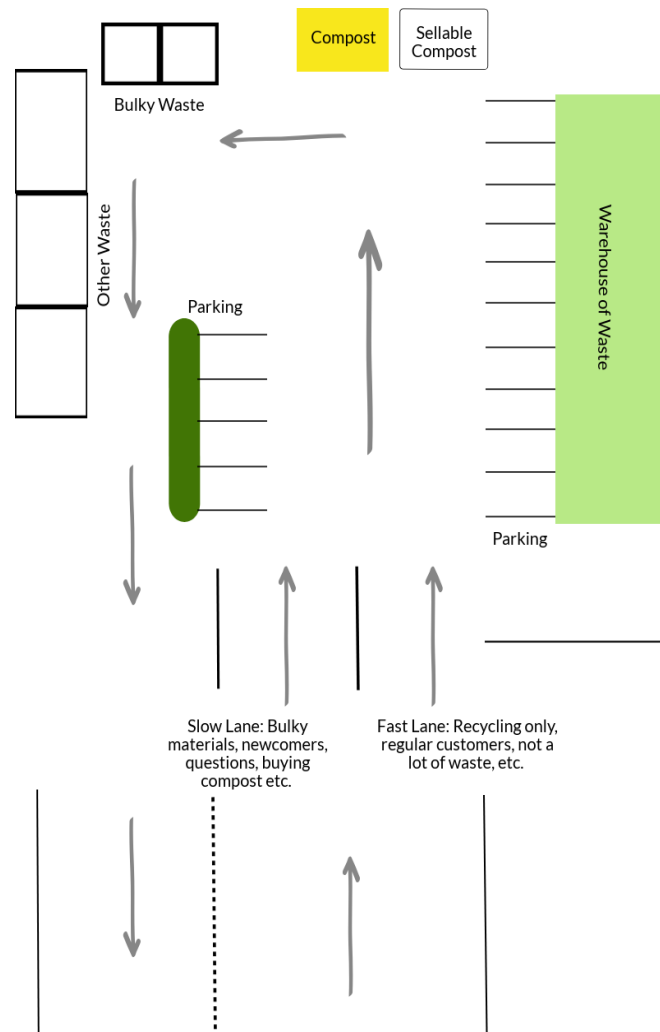 Compost
Sellable
Compost
Bulky Waste
Other Waste
Warehouse of Waste
Parking
Parking
Slow Lane: Bulky
materials, newcomers,
questions, buying
compost etc.
Fast Lane: Recycling only,
regular customers, not a
lot of waste, etc.